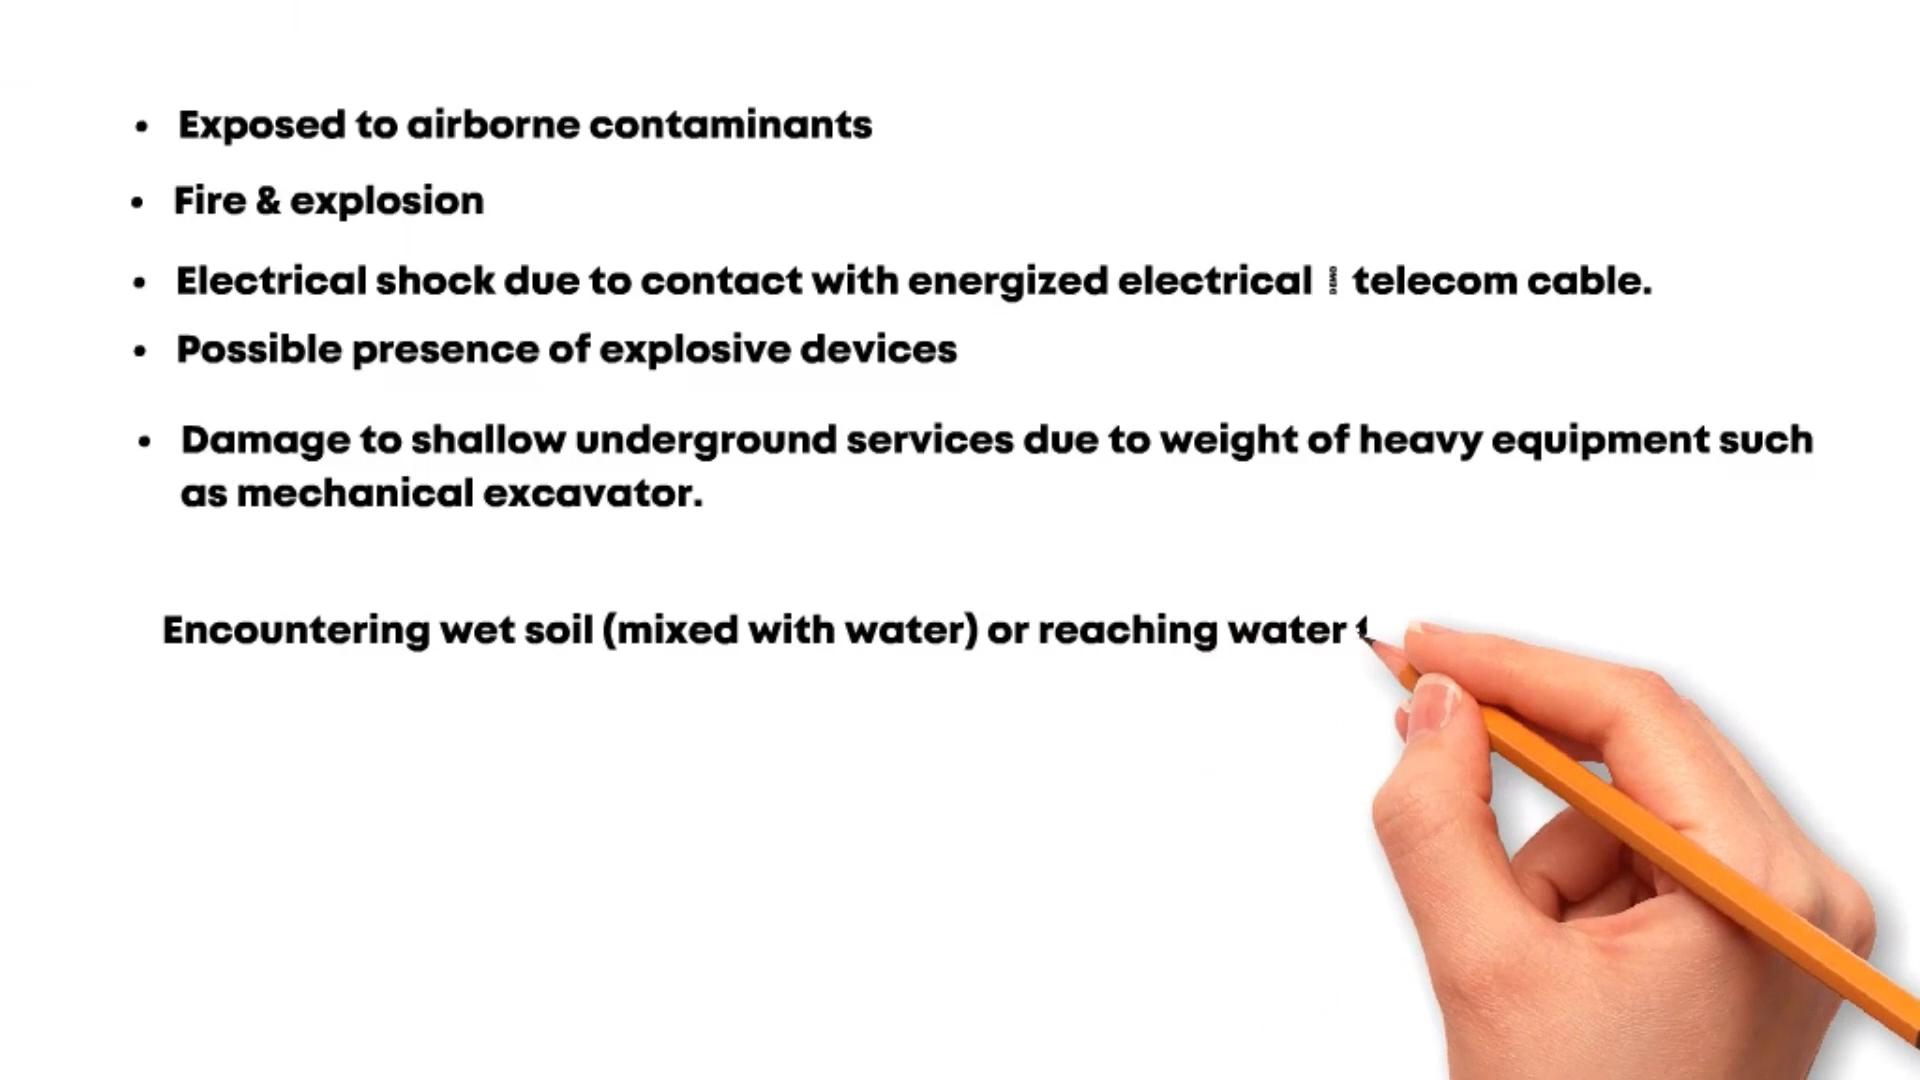 • Exposed to airborne contaminants
• Fire & explosion
• Electrical shock due to contact with energized electrical telecom cable.
• Possible presence of explosive devices
• Damage to shallow underground services due to weight of heavy equipment such
as mechanical excavator.
Encountering wet soil (mixed with water) or reaching water